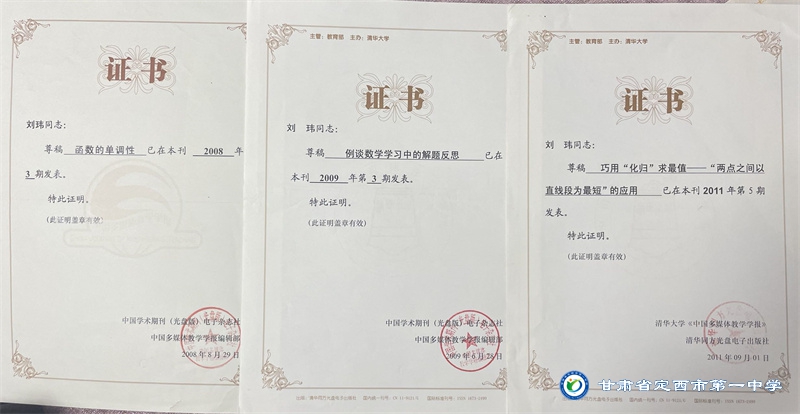 证书
刘玮同志:
尊稿 函数的单调性 已在本刊 2008 年
3 期发表。
特此证明。
(此证明盖章有效)
中国学术期刊(光盘版)电子杂志社
中国多媒体教学学报编辑部
2008年8月29日
主管:教育部 主办:清华大学
证书
刘 玮同志:
尊稿 例谈数学学习中的解题反思 已在
本刊 2009 年第 3 期发表。
特此证明。
(此证明盖章有效)
中国学术期刊(光盘版)电子杂志社
中国多媒体教学学报编辑部
2009年6月28日
主管:教育部 主办:清华大学
证书
刘 玮同志:
尊稿 巧用“化归”求最值——“两点之间以
直线段为最短”的应用 已在本刊 2011 年第 5 期
发表。
特此证明。
(此证明盖章有效)
清华大学《中国多媒体教学学报》
清华同方光盘电子出版社
2011年09月01日
甘肃省定西市第一中学